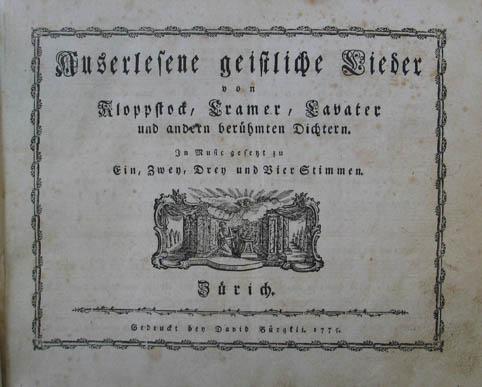 Auserlesene geistliche Lieder
von
Kloppstock, Cramer, Lavater
und andern berühmten Dichtern.
In Music gesetzt zu
Ein, Zwey, Drey und Vier Stimmen.
Zürich.
Gedruckt bey David Bürgkli. 1775.